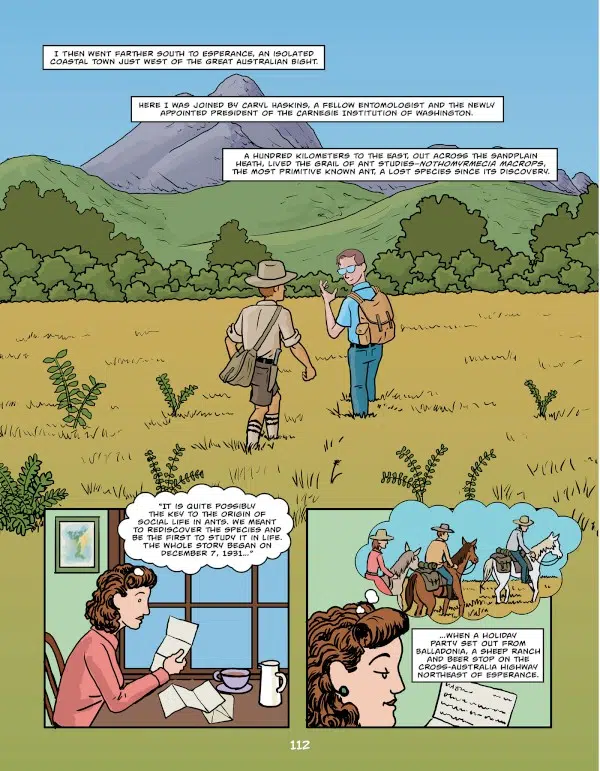 I THEN WENT FARTHER SOUTH TO ESPERANCE, AN ISOLATED
COASTAL TOWN JUST WEST OF THE GREAT AUSTRALIAN BIGHT.
HERE I WAS JOINED BY CARYL HASKINS, A FELLOW ENTOMOLOGIST AND THE NEWLY
APPOINTED PRESIDENT OF THE CARNEGIE INSTITUTION OF WASHINGTON.
A HUNDRED KILOMETERS TO THE EAST, OUT ACROSS THE SANDPLAIN
HEATH, LIVED THE GRAIL OF ANT STUDIES–NOTHOMYRMECIA MACROPS,
THE MOST PRIMITIVE KNOWN ANT, A LOST SPECIES SINCE ITS DISCOVERY.
"IT IS QUITE POSSIBLY
THE KEY TO THE ORIGIN OF
SOCIAL LIFE IN ANTS. WE MEANT
TO REDISCOVER THE SPECIES AND
BE THE FIRST TO STUDY IT IN LIFE.
THE WHOLE STORY BEGAN ON
DECEMBER 7, 1931..."
...WHEN A HOLIDAY
PARTY SET OUT FROM
BALLADONIA, A SHEEP RANCH
AND BEER STOP ON THE
CROSS-AUSTRALIA HIGHWAY
NORTHEAST OF ESPERANCE.
112